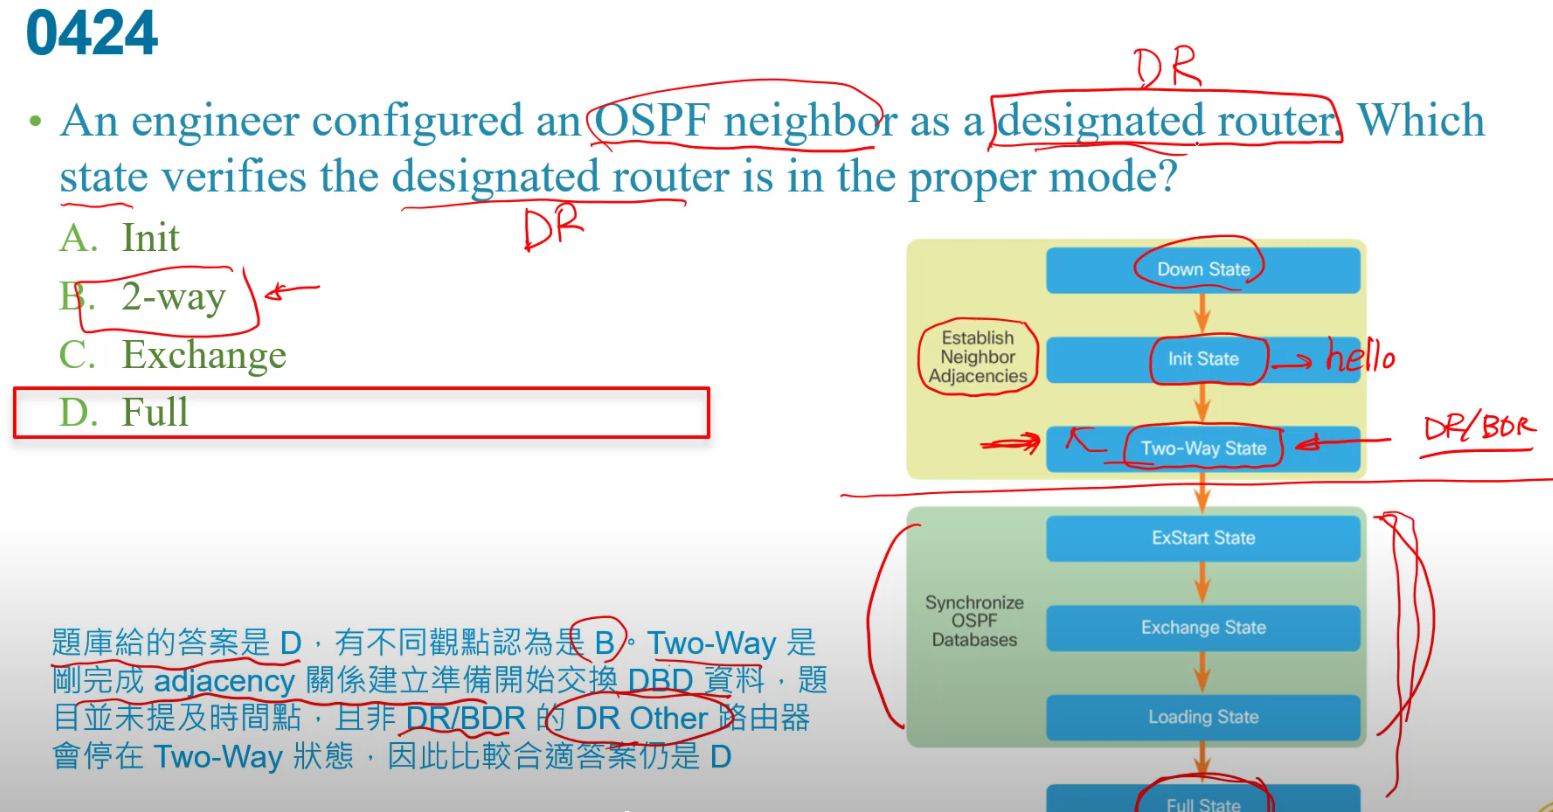 0424
DR
• An engineer configured an OSPF neighbor as a designated router. Which
state verifies the designated router is in the proper mode?
DR
A. Init
B. 2-way
C. Exchange
D. Full
Down State
Establish
Neighbor
Adjacencies
Init State
hello
Two-Way State
DR/BDR
ExStart State
Synchronize
OSPF
Databases
Exchange State
Loading State
Full State
題庫給的答案是 D，有不同觀點認為是 B。Two-Way 是
剛完成 adjacency 關係建立準備開始交換 DBD 資料，題
目並未提及時間點，且非 DR/BDR 的 DR Other 路由器
會停在 Two-Way 狀態，因此比較合適答案仍是 D